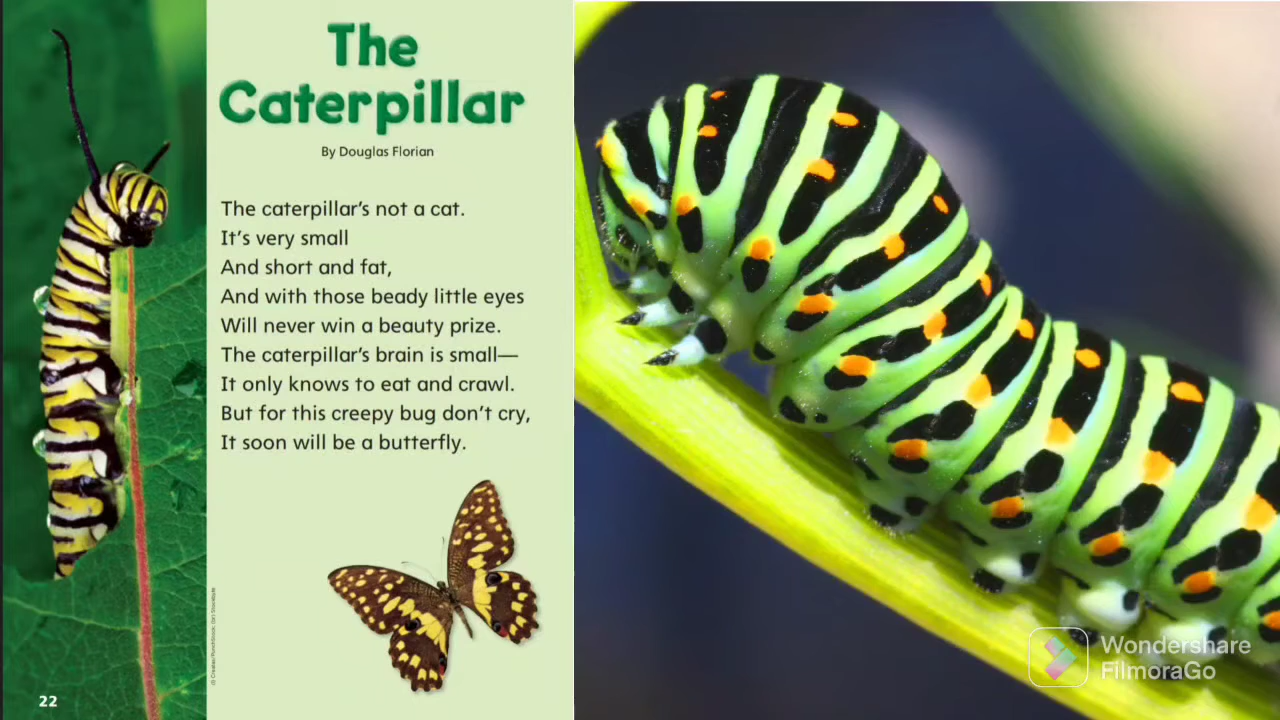 The
Caterpillar
By Douglas Florian
The caterpillar's not a cat.
It's very small
And short and fat,
And with those beady little eyes
Will never win a beauty prize.
The caterpillar's brain is small—
It only knows to eat and crawl.
But for this creepy bug don't cry,
It soon will be a butterfly.
22
Wondershare
FilmoraGo